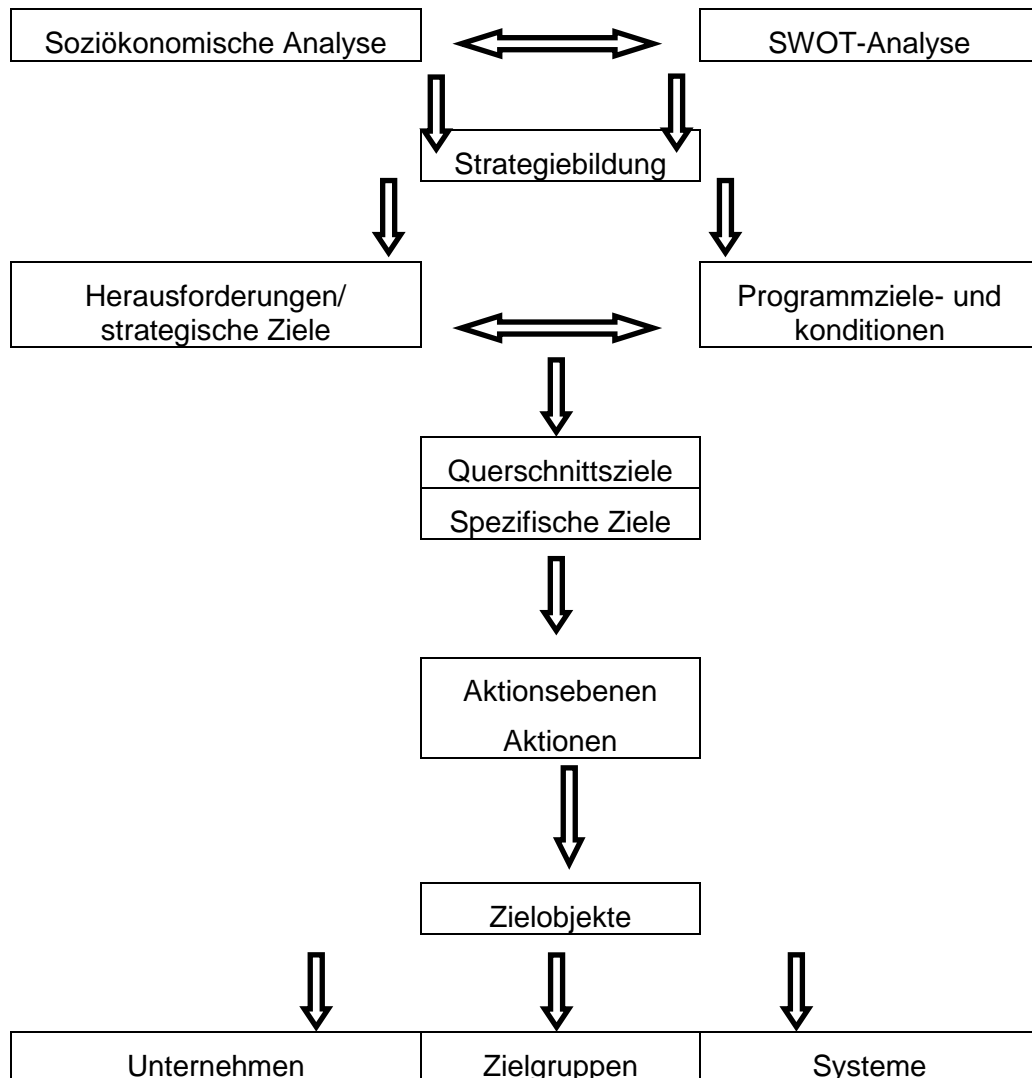 Soziökonomische Analyse
SWOT-Analyse
Strategiebildung
Herausforderungen/
strategische Ziele
Programmziele- und
konditionen
Querschnittsziele
Spezifische Ziele
Aktionsebenen
Aktionen
Zielobjekte
Unternehmen
Zielgruppen
Systeme